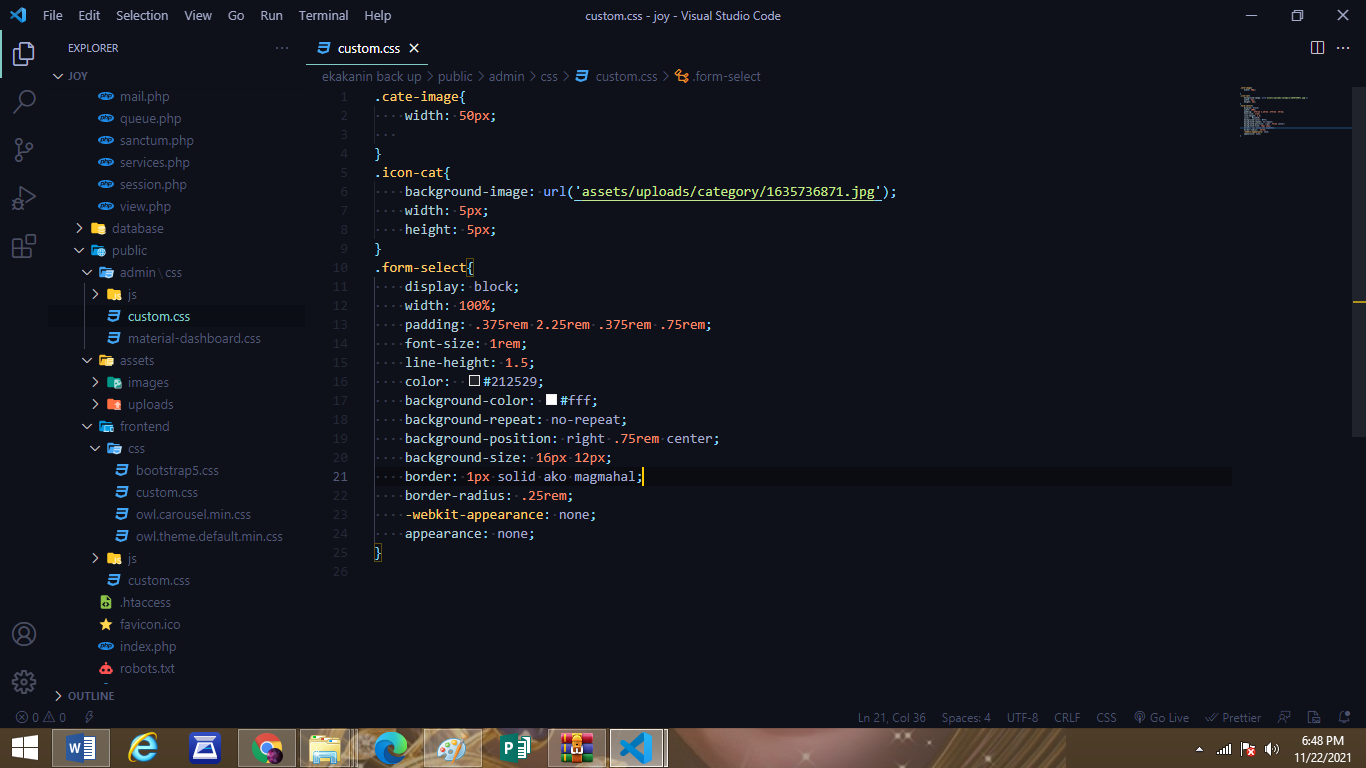 File Edit Selection View Go Run Terminal Help
custom.css - joy - Visual Studio Code
EXPLORER
JOY
mail.php
queue.php
sanctum.php
services.php
session.php
view.php
database
public
admin \ css
js
custom.css
material-dashboard.css
assets
images
uploads
frontend
css
bootstrap5.css
custom.css
owl.carousel.min.css
owl.theme.default.min.css
js
custom.css
.htaccess
favicon.ico
index.php
robots.txt
OUTLINE
custom.css
ekakanin back up > public > admin > css > custom.css > .form-select
1 .cate-image{
2 width: 50px;
3
4 }
5 .icon-cat{
6 background-image: url('assets/uploads/category/1635736871.jpg');
7 width: 5px;
8 height: 5px;
9 }
10 .form-select{
11 display: block;
12 width: 100%;
13 padding: .375rem 2.25rem .375rem .75rem;
14 font-size: 1rem;
15 line-height: 1.5;
16 color: #212529;
17 background-color: #fff;
18 background-repeat: no-repeat;
19 background-position: right .75rem center;
20 background-size: 16px 12px;
21 border: 1px solid ako magmahal;
22 border-radius: .25rem;
23 -webkit-appearance: none;
24 appearance: none;
25 }
26
0 0
Ln 21, Col 36 Spaces: 4 UTF-8 CRLF CSS Go Live Prettier
6:48 PM
11/22/2021